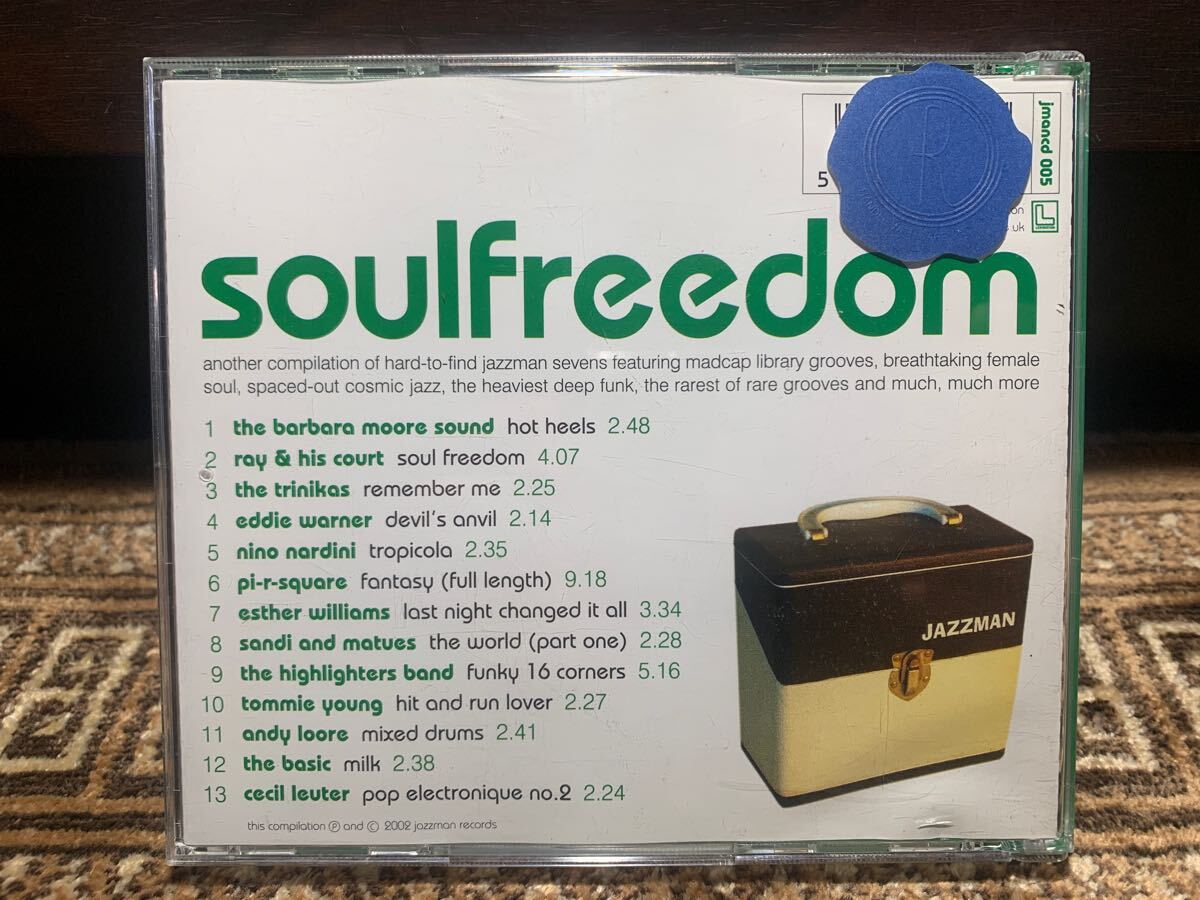 5
R
jmancd 005
.uk
soulfreedom
another compilation of hard-to-find jazzman sevens featuring madcap library grooves, breathtaking female
soul, spaced-out cosmic jazz, the heaviest deep funk, the rarest of rare grooves and much, much more
1 the barbara moore sound hot heels 2.48
2 ray & his court soul freedom 4.07
3 the trinikas remember me 2.25
4 eddie warner devil's anvil 2.14
5 nino nardini tropicola 2.35
6 pi-r-square fantasy (full length) 9.18
7 esther williams last night changed it all 3.34
8 sandi and matues the world (part one) 2.28
9 the highlighters band funky 16 corners 5.16
10 tommie young hit and run lover 2.27
11 andy loore mixed drums 2.41
12 the basic milk 2.38
13 cecil leuter pop electronique no.2 2.24
JAZZMAN
this compilation ℗ and © 2002 jazzman records